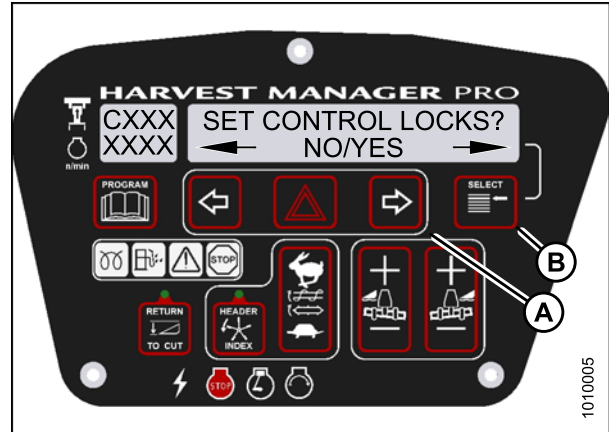 HARVEST MANAGER PRO
CXXX
XXXX
SET CONTROL LOCKS?
NO/YES
n/min
PROGRAM
SELECT
STOP
B
A
RETURN
TO CUT
HEADER
INDEX
STOP
1010005